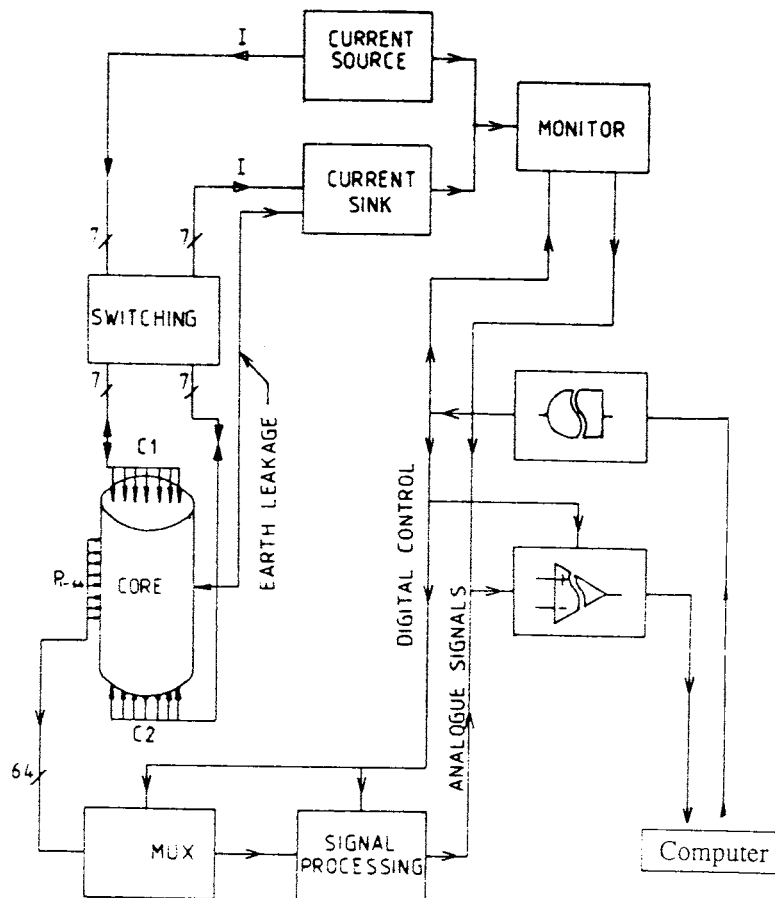 I
CURRENT
SOURCE
MONITOR
I
CURRENT
SINK
7
7
SWITCHING
7
7
C1
EARTH LEAKAGE
DIGITAL CONTROL
ANALOGUE SIGNALS
CORE
C2
64
MUX
SIGNAL
PROCESSING
Computer